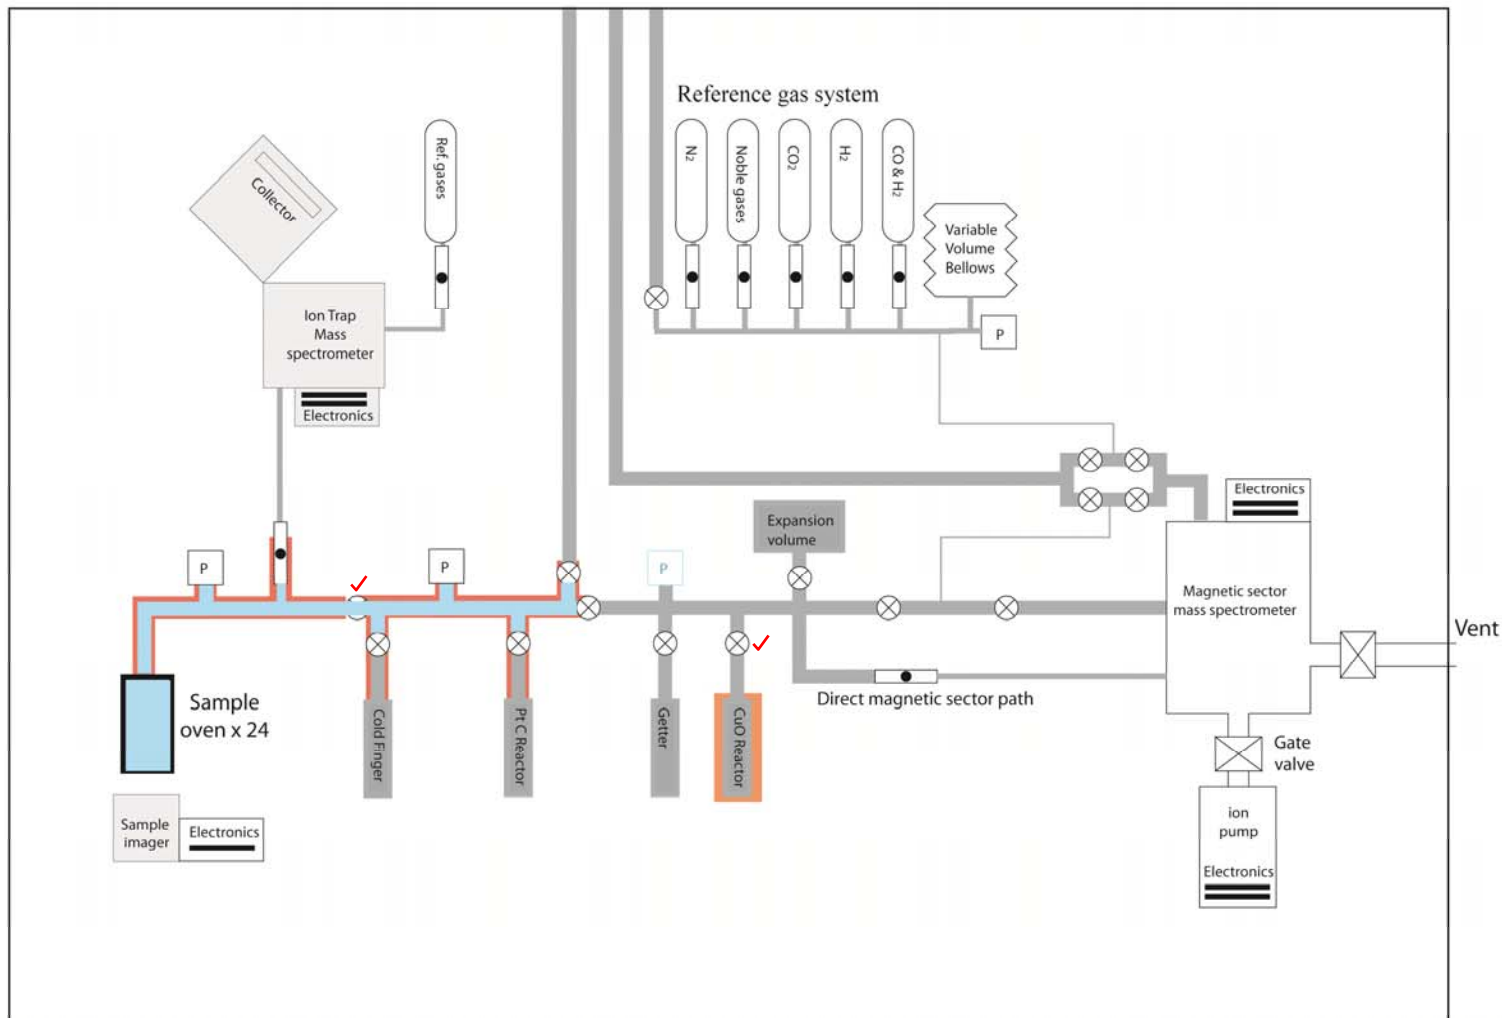 Reference gas system
Ref. gases
N2
Noble gases
CO2
H2
CO & H2
Collector
Variable
Volume
Bellows
P
Ion Trap
Mass
spectrometer
Electronics
Electronics
Expansion
volume
P
P
P
Magnetic sector
mass spectrometer
Vent
Direct magnetic sector path
Sample
oven x 24
Cold Finger
Pt C Reactor
Getter
CuO Reactor
Gate
valve
Sample
imager
Electronics
ion
pump
Electronics